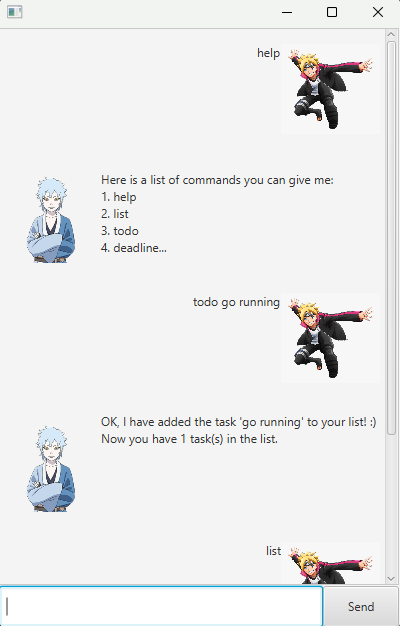 help
Here is a list of commands you can give me:
1. help
2. list
3. todo
4. deadline...
todo go running
OK, I have added the task 'go running' to your list! :)
Now you have 1 task(s) in the list.
list
Send